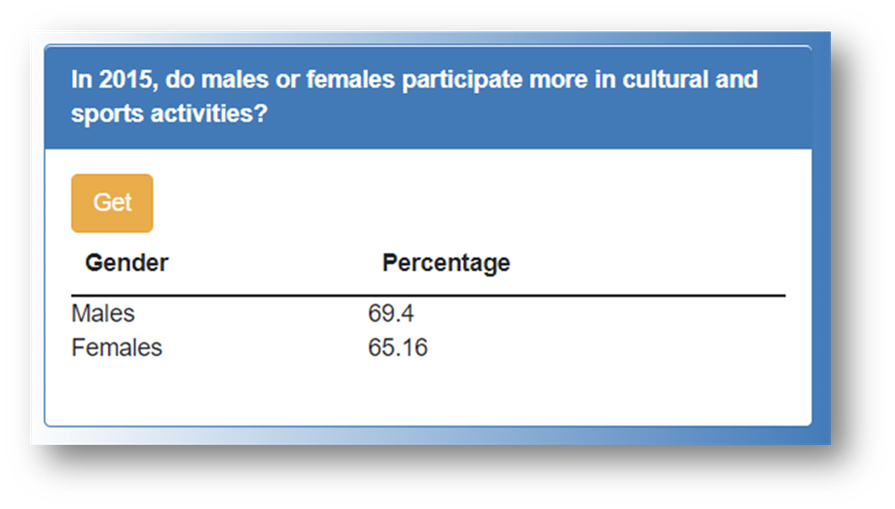 In 2015, do males or females participate more in cultural and
sports activities?
Get
Gender Percentage
Males 69.4
Females 65.16